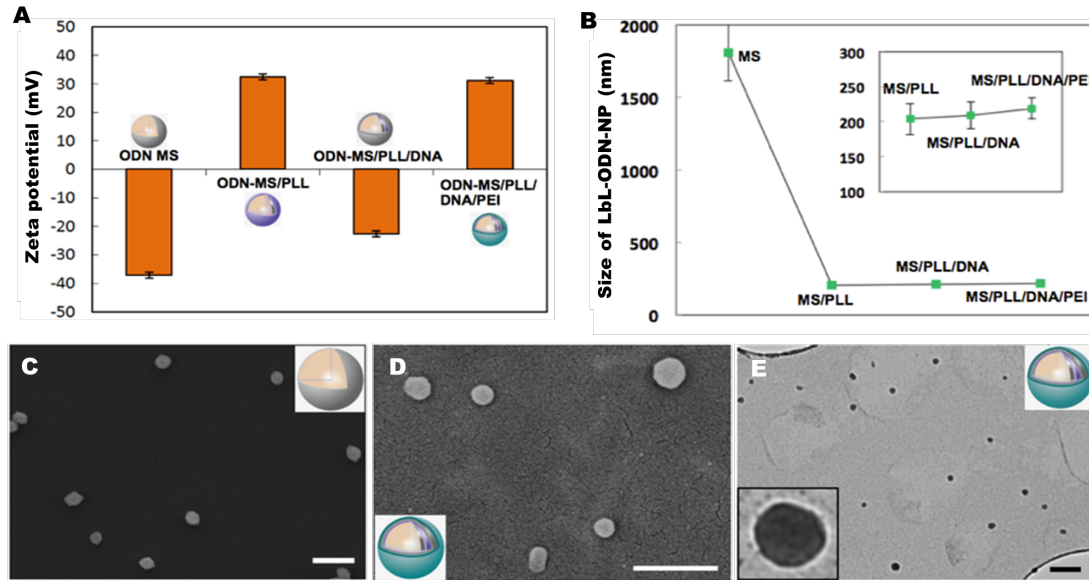 A
Zeta potential (mV)
50
40
30
20
10
0
-10
-20
-30
-40
-50
ODN MS
ODN-MS/PLL
ODN-MS/PLL/DNA
ODN-MS/PLL/
DNA/PEI
B
Size of LbL-ODN-NP (nm)
2000
1500
1000
500
0
MS
MS/PLL
MS/PLL/DNA
MS/PLL/DNA/PEI
300
250
200
150
100
MS/PLL
MS/PLL/DNA
MS/PLL/DNA/PEI
C
D
E